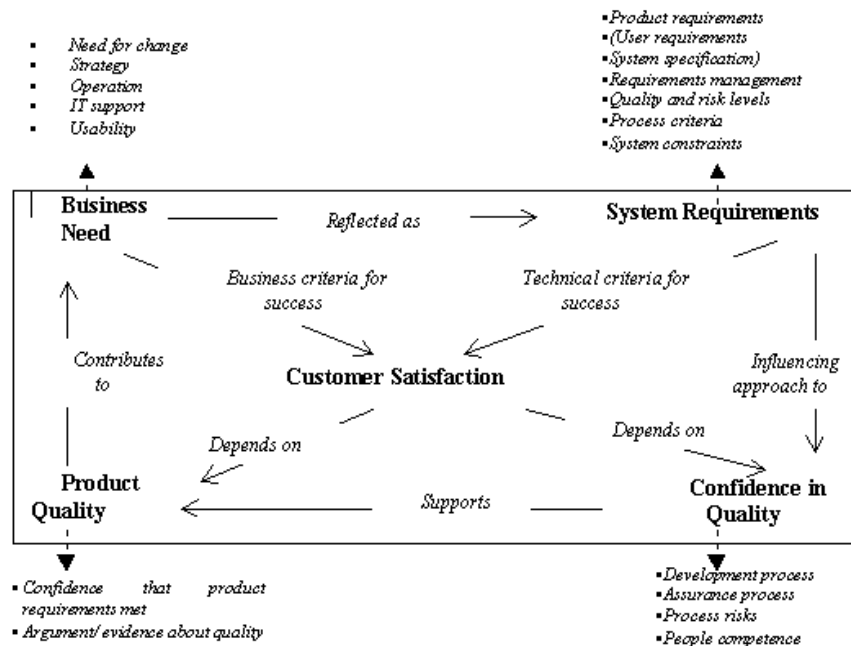 ▪ Need for change
▪ Strategy
▪ Operation
▪ IT support
▪ Usability
▪Product requirements
▪(User requirements
▪System specification)
▪Requirements management
▪Quality and risk levels
▪Process criteria
▪System constraints
Business
Need
Reflected as
System Requirements
Business criteria for
success
Technical criteria for
success
Contributes
to
Customer Satisfaction
Influencing
approach to
Depends on
Depends on
Product
Quality
Supports
Confidence in
Quality
▪ Confidence that product
requirements met
▪ Argument/ evidence about quality
▪Development process
▪Assurance process
▪Process risks
▪People competence